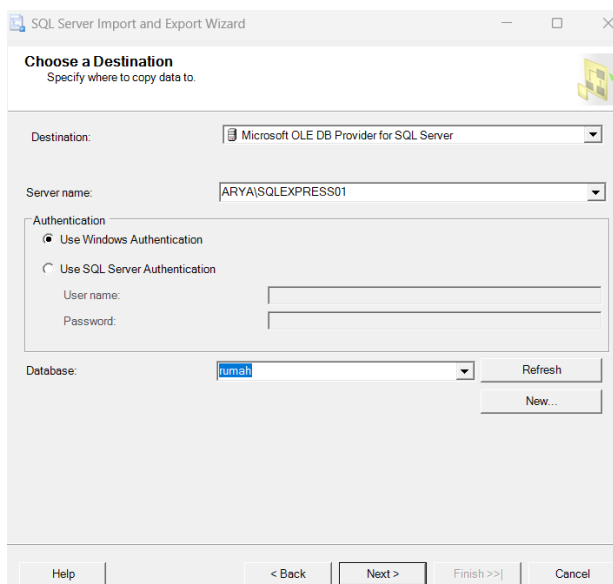 SQL Server Import and Export Wizard
Choose a Destination
Specify where to copy data to.
Destination: Microsoft OLE DB Provider for SQL Server
Server name: ARYA\SQLEXPRESS01
Authentication
Use Windows Authentication
Use SQL Server Authentication
User name:
Password:
Database: rumah Refresh
New...
Help < Back Next > Finish >>| Cancel